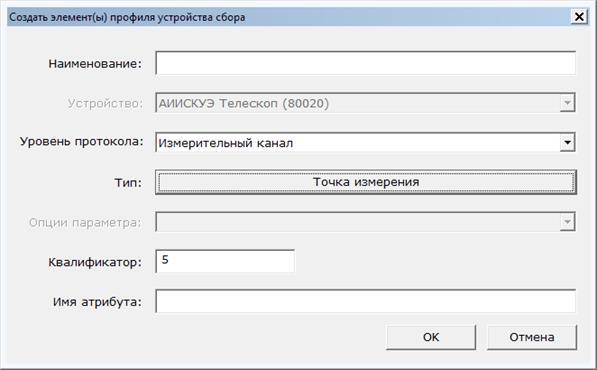 Создать элемент(ы) профиля устройства сбора
Наименование:
Устройство: АИИСКУЭ Телескоп (80020)
Уровень протокола: Измерительный канал
Тип: Точка измерения
Опции параметра:
Квалификатор: 5
Имя атрибута:
OK Отмена